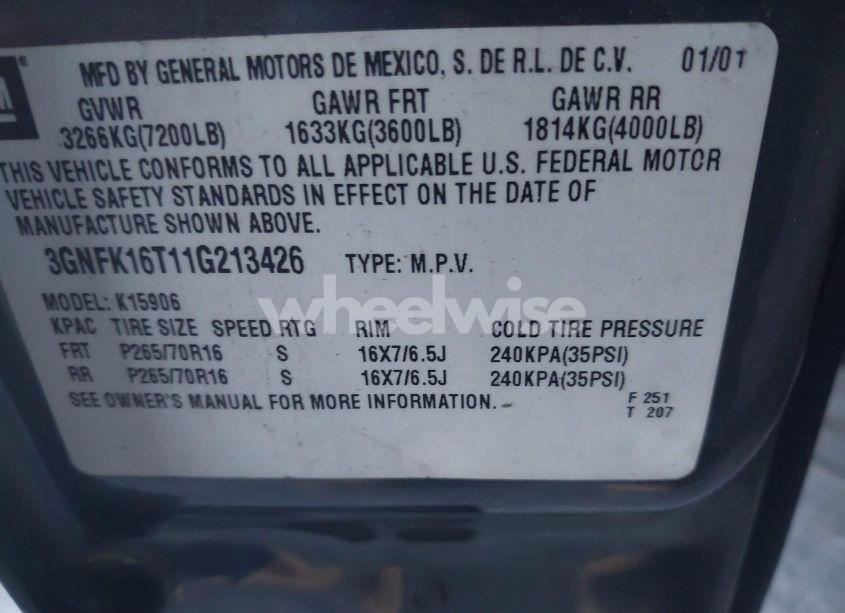 MFD BY GENERAL MOTORS DE MEXICO, S. DE R.L. DE C.V. 01/01
GVWR GAWR FRT GAWR RR
3266KG(7200LB) 1633KG(3600LB) 1814KG(4000LB)
THIS VEHICLE CONFORMS TO ALL APPLICABLE U.S. FEDERAL MOTOR
VEHICLE SAFETY STANDARDS IN EFFECT ON THE DATE OF
MANUFACTURE SHOWN ABOVE.
3GNFK16T11G213426 TYPE: M.P.V.
wheelwise
MODEL: K15906
KPAC TIRE SIZE SPEED RTG RIM COLD TIRE PRESSURE
FRT P265/70R16 S 16X7/6.5J 240KPA(35PSI)
RR P265/70R16 S 16X7/6.5J 240KPA(35PSI)
SEE OWNER'S MANUAL FOR MORE INFORMATION.
F 251
T 207